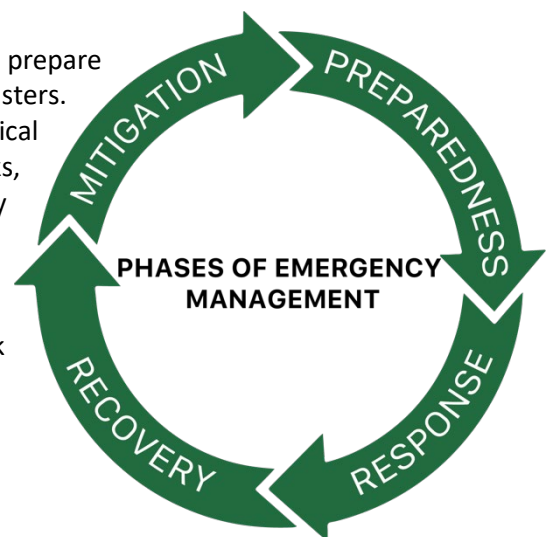 prepare
sters.
ical
s,
y
k
MITIGATION
PREPAREDNESS
RESPONSE
RECOVERY
PHASES OF EMERGENCY
MANAGEMENT